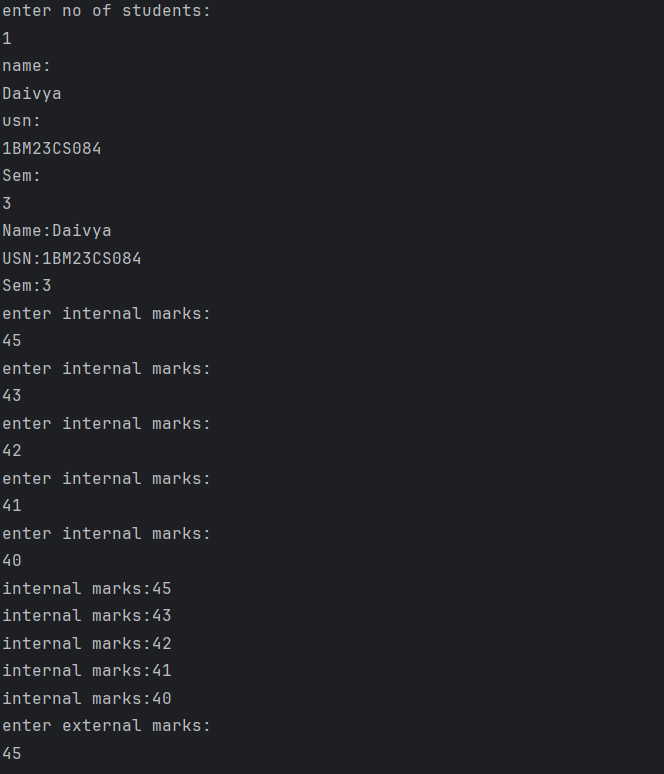 enter no of students:
1
name:
Daivya
usn:
1BM23CS084
Sem:
3
Name:Daivya
USN:1BM23CS084
Sem:3
enter internal marks:
45
enter internal marks:
43
enter internal marks:
42
enter internal marks:
41
enter internal marks:
40
internal marks:45
internal marks:43
internal marks:42
internal marks:41
internal marks:40
enter external marks:
45